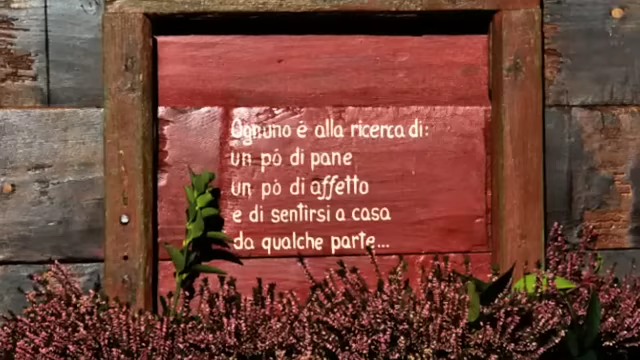 Ognuno è alla ricerca di:
un pò di pane
un pò di affetto
e di sentirsi a casa
da qualche parte...